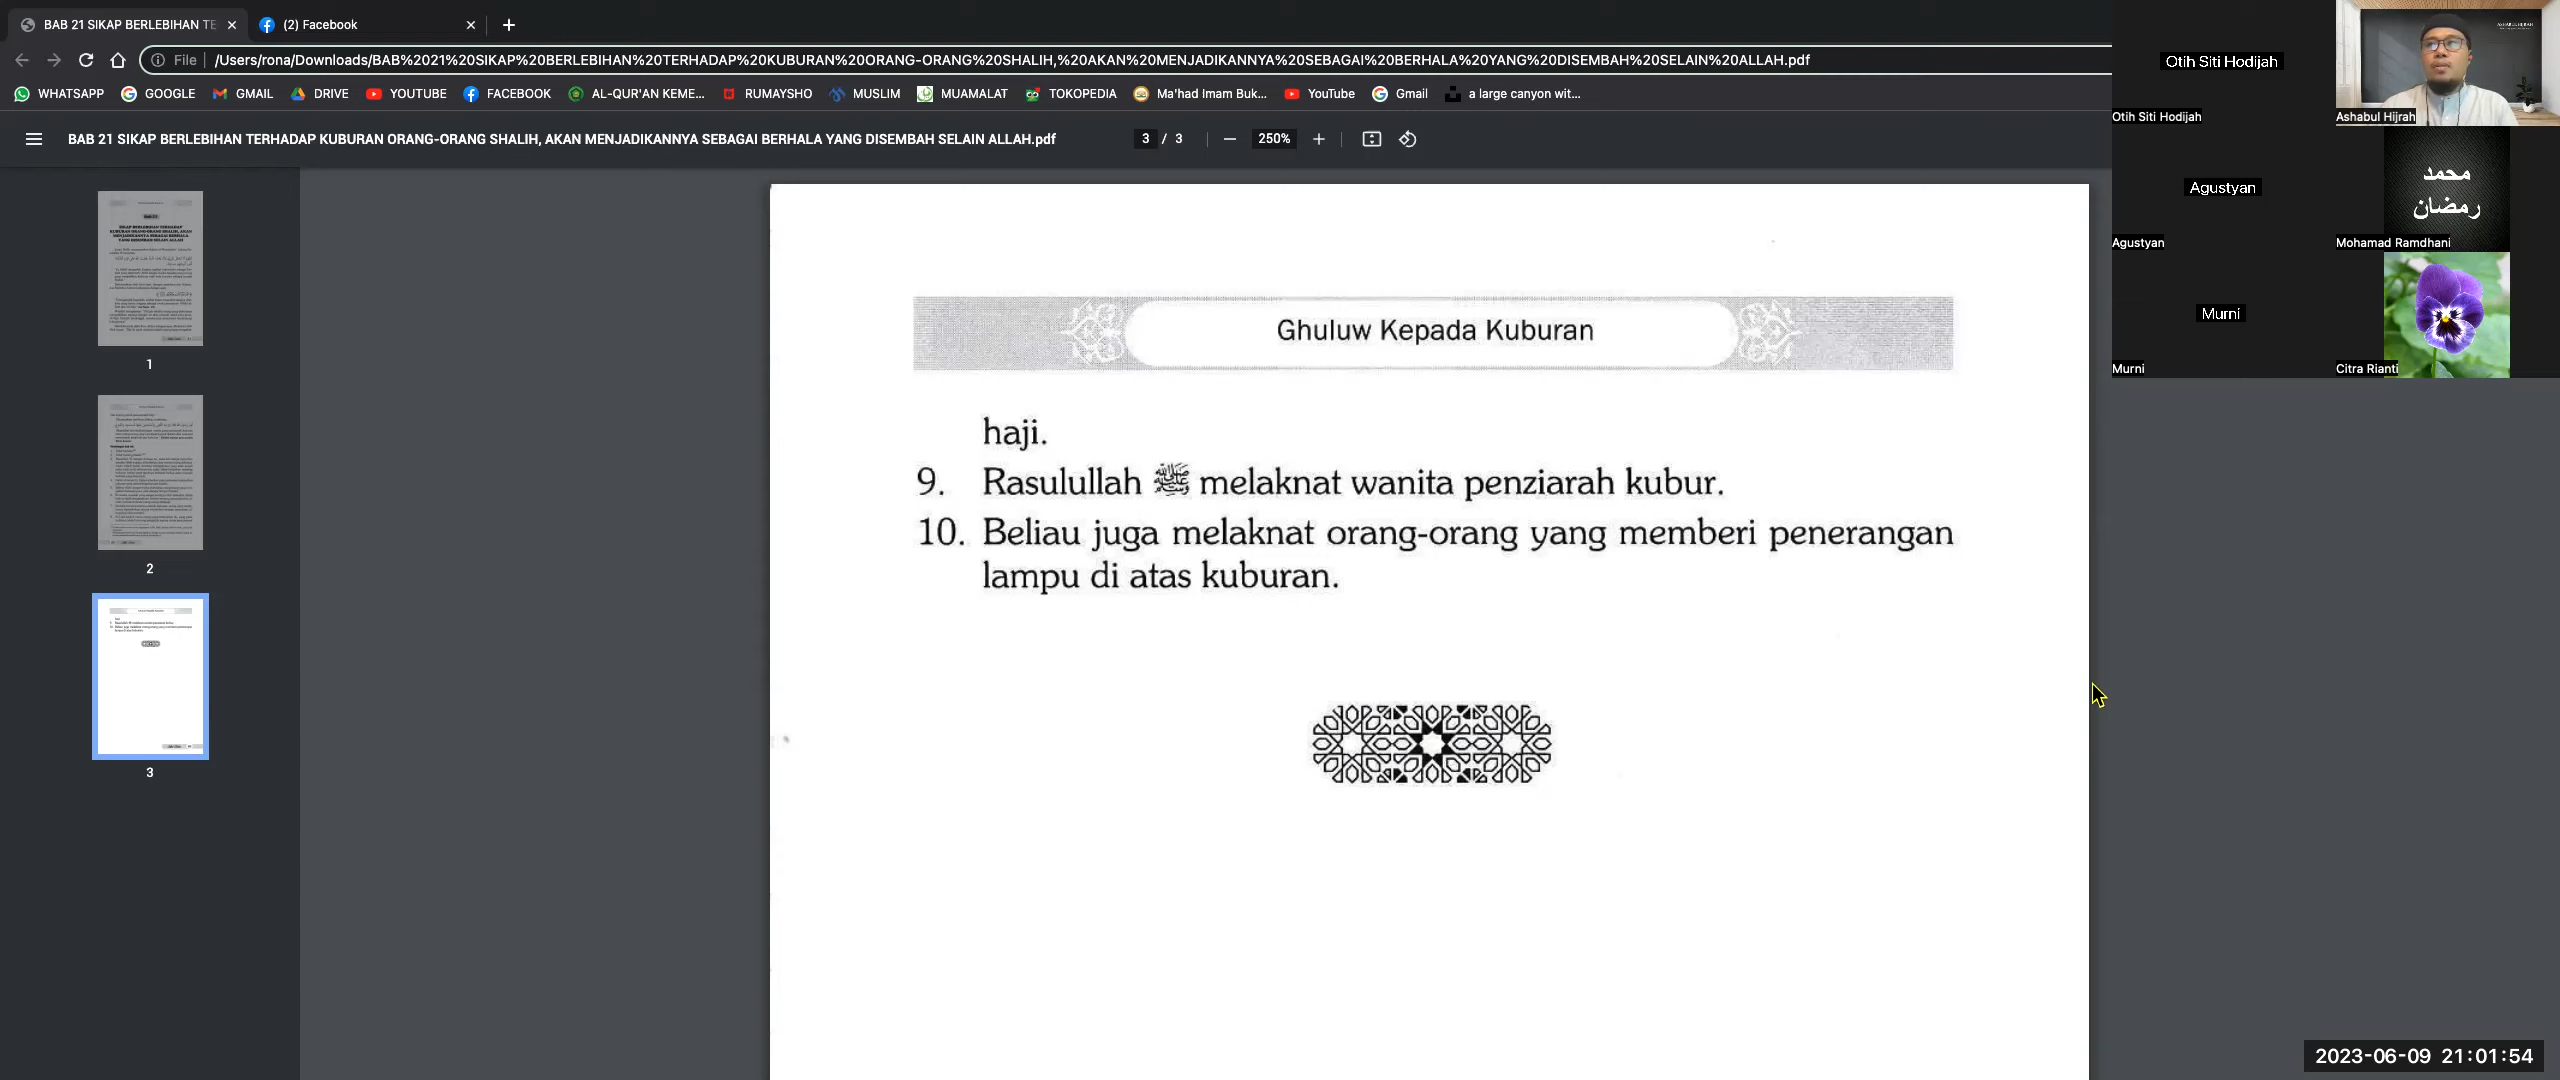 BAB 21 SIKAP BERLEBIHAN TE
(2) Facebook
File
/Users/rona/Downloads/BAB%2021%20SIKAP%20BERLEBIHAN%20TERHADAP%20KUBURAN%20ORANG-ORANG%20SHALIH,%20AKAN%20MENJADIKANNYA%20SEBAGAI%20BERHALA%20YANG%20DISEMBAH%20SELAIN%20ALLAH.pdf
WHATSAPP GOOGLE GMAIL DRIVE YOUTUBE FACEBOOK AL-QUR'AN KEME... RUMAYSHO MUSLIM MUAMALAT TOKOPEDIA Ma'had Imam Buk... YouTube Gmail a large canyon wit...
BAB 21 SIKAP BERLEBIHAN TERHADAP KUBURAN ORANG-ORANG SHALIH, AKAN MENJADIKANNYA SEBAGAI BERHALA YANG DISEMBAH SELAIN ALLAH.pdf
3 / 3
250%
1
2
3
Ghuluw Kepada Kuburan
haji.
9. Rasulullah ﷺ melaknat wanita penziarah kubur.
10. Beliau juga melaknat orang-orang yang memberi penerangan
lampu di atas kuburan.
Otih Siti Hodijah
Otih Siti Hodijah
Ashabul Hijrah
Agustyan
Agustyan
محمد
رمضان
Mohamad Ramdhani
Murni
Murni
Citra Rianti
2023-06-09 21:01:54